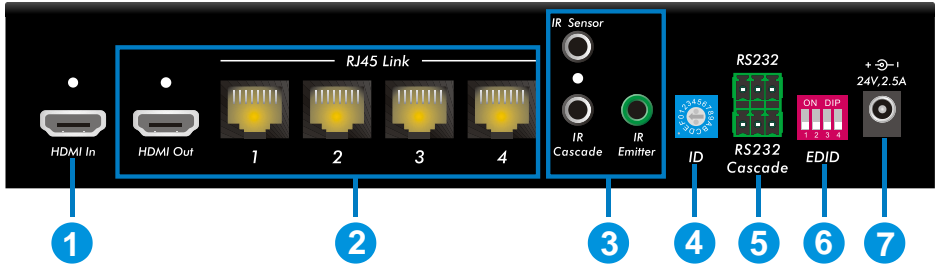 IR Sensor
RJ45 Link
RS232
+ -
24V,2.5A
ON DIP
1 2 3 4
0123456789ABCDEF
HDMI In
HDMI Out
1
2
3
4
IR
Cascade
IR
Emitter
ID
RS232
Cascade
EDID
1
2
3
4
5
6
7